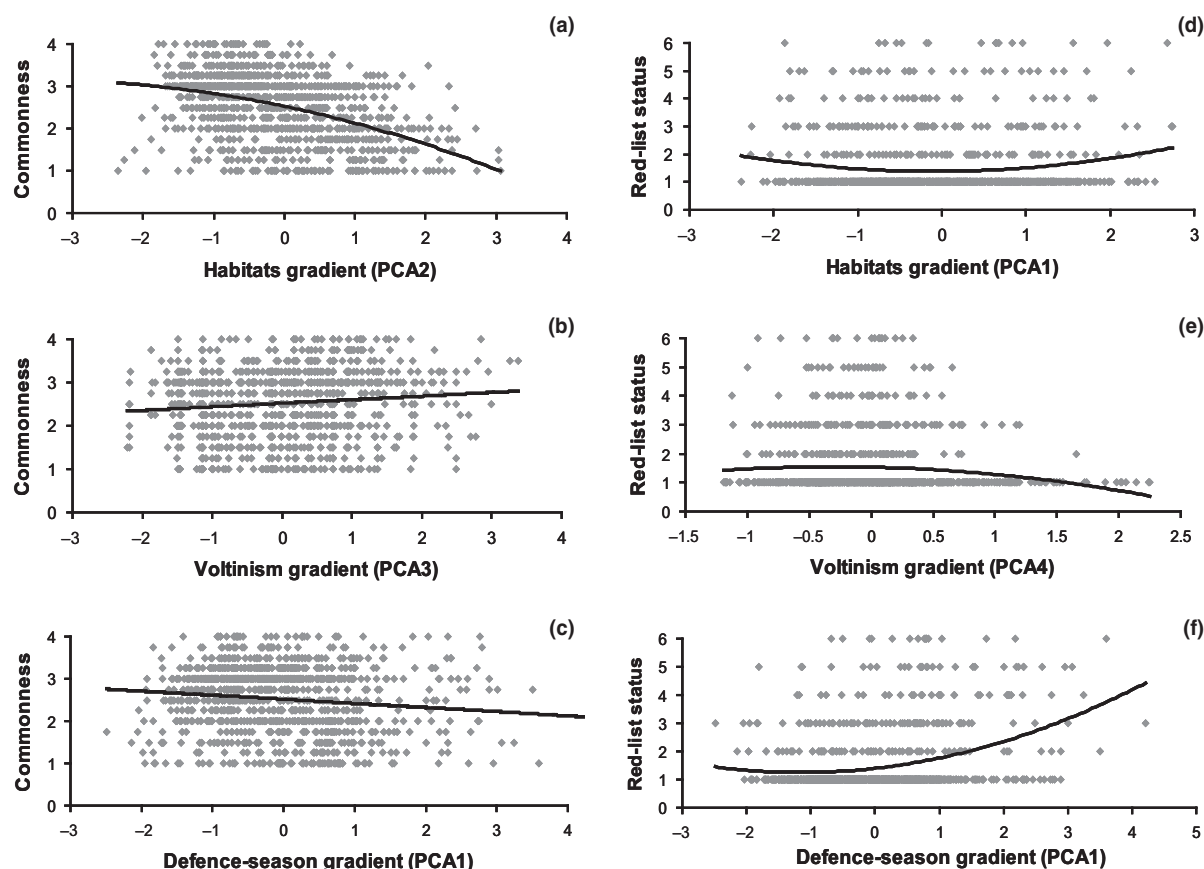 (a)
Commonness
4
3
2
1
0
–3 –2 –1 0 1 2 3 4
Habitats gradient (PCA2)
(d)
Red-list status
6
5
4
3
2
1
0
–3 –2 –1 0 1 2 3
Habitats gradient (PCA1)
(b)
Commonness
4
3
2
1
0
–3 –2 –1 0 1 2 3 4
Voltinism gradient (PCA3)
(e)
Red-list status
6
5
4
3
2
1
0
–1.5 –1 –0.5 0 0.5 1 1.5 2 2.5
Voltinism gradient (PCA4)
(c)
Commonness
4
3
2
1
0
–3 –2 –1 0 1 2 3 4
Defence-season gradient (PCA1)
(f)
Red-list status
6
5
4
3
2
1
0
–3 –2 –1 0 1 2 3 4 5
Defence-season gradient (PCA1)